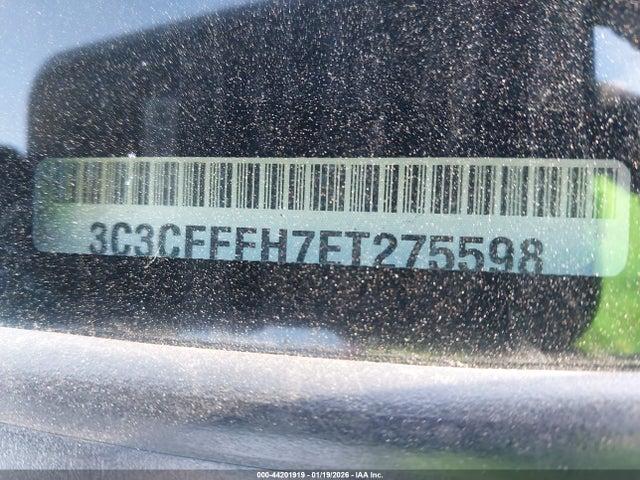 3C3CFFFH7ET275598
000-44201919 - 01/19/2026 - IAA Inc.